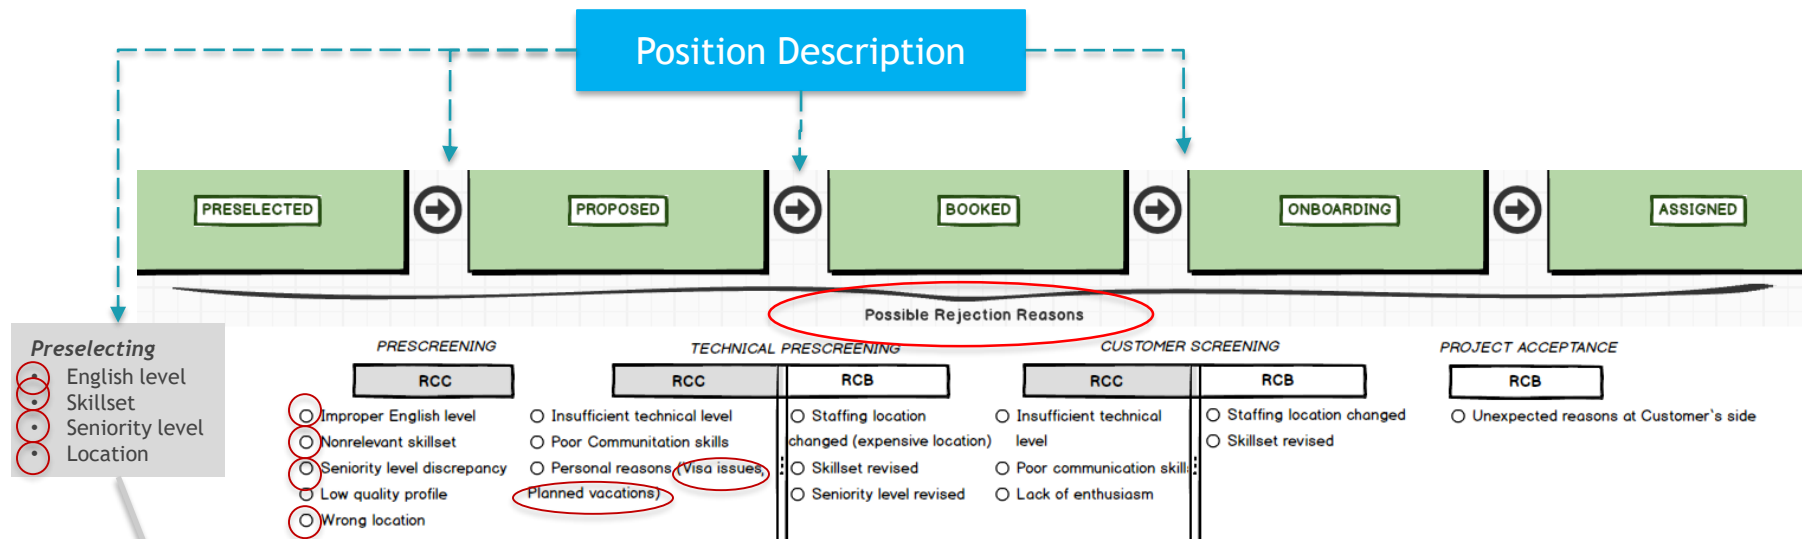 Position Description
PRESELECTED
PROPOSED
BOOKED
ONBOARDING
ASSIGNED
Possible Rejection Reasons
Preselecting
• English level
• Skillset
• Seniority level
• Location
PRESCREENING
RCC
Improper English level
Nonrelevant skillset
Seniority level discrepancy
Low quality profile
Wrong location
TECHNICAL PRESCREENING
RCC
Insufficient technical level
Poor Communitation skills
Personal reasons (Visa issues,
Planned vacations)
RCB
Staffing location
changed (expensive location)
Skillset revised
Seniority level revised
CUSTOMER SCREENING
RCC
Insufficient technical
level
Poor communication skill
Lack of enthusiasm
RCB
Staffing location changed
Skillset revised
PROJECT ACCEPTANCE
RCB
Unexpected reasons at Customer's side